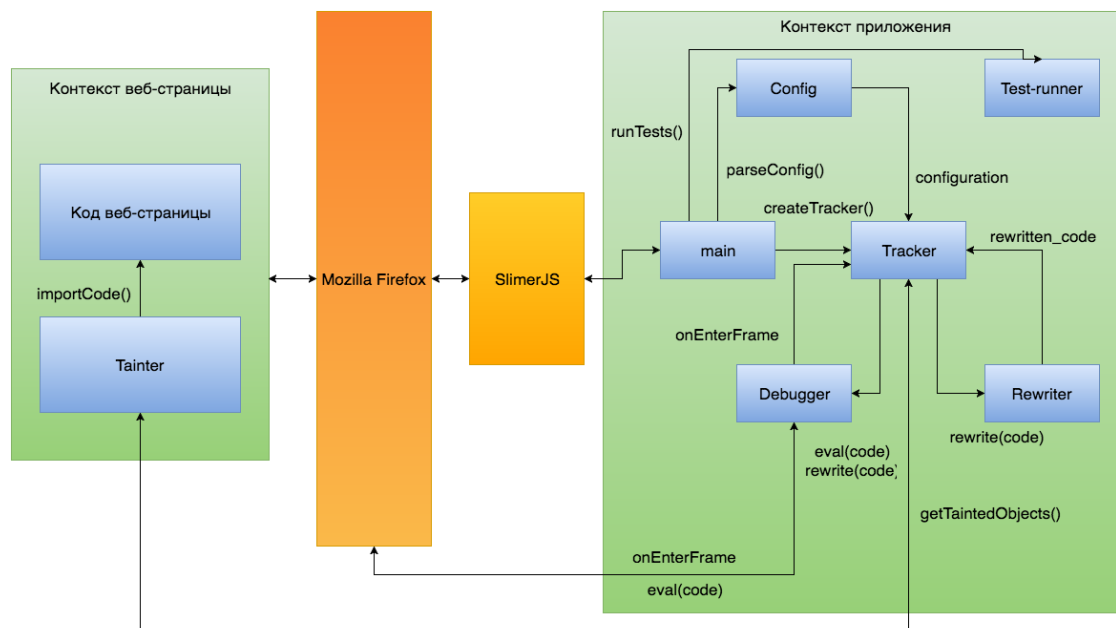 Контекст веб-страницы
Код веб-страницы
importCode()
Tainter
Mozilla Firefox
SlimerJS
Контекст приложения
Config
Test-runner
runTests()
parseConfig()
configuration
createTracker()
main
Tracker
rewritten_code
onEnterFrame
Debugger
Rewriter
rewrite(code)
eval(code)
rewrite(code)
getTaintedObjects()
onEnterFrame
eval(code)